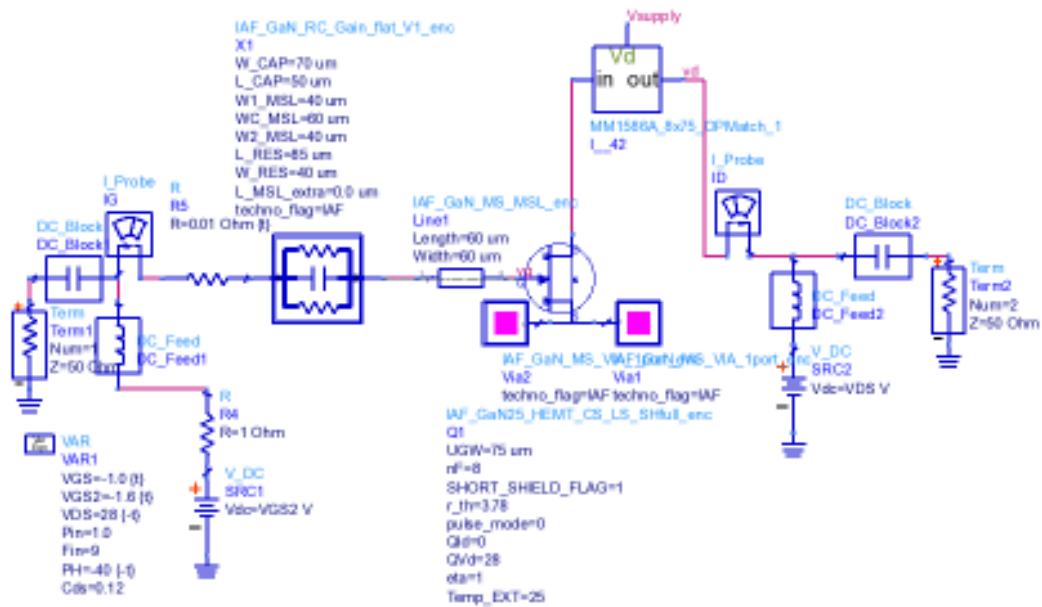 Vsupply
IAF_GaN_RC_Gain_flat_V1_enc
X1
W_CAP=70 um
L_CAP=50 um
W1_MSL=40 um
WC_MSL=60 um
W2_MSL=40 um
L_RES=85 um
W_RES=40 um
L_MSL_extra=0.0 um
techno_flag=IAF
Vd
in out
vd
MM1586A_8x75_OPMatch_1
I__42
I_Probe
IG
R
R5
R=0.01 Ohm {t}
DC_Block
DC_Block1
IAF_GaN_MS_MSL_enc
Line1
Length=60 um
Width=60 um
I_Probe
ID
DC_Block
DC_Block2
Term
Term1
Num=1
Z=50 Ohm
DC_Feed
DC_Feed1
DC_Feed
DC_Feed2
Term
Term2
Num=2
Z=50 Ohm
Via2
techno_flag=IAF
Via1
techno_flag=IAF
V_DC
SRC2
Vdc=VDS V
R
R4
R=1 Ohm
V_DC
SRC1
Vdc=VGS2 V
VAR
VAR1
VGS=-1.0 {t}
VGS2=-1.6 {t}
VDS=28 {-t}
Pin=1.0
Fin=9
PH=-40 {-t}
Cds=0.12
IAF_GaN25_HEMT_CS_LS_SHfull_enc
Q1
UGW=75 um
nF=8
SHORT_SHIELD_FLAG=1
r_th=3.78
pulse_mode=0
QId=0
QVd=28
eta=1
Temp_EXT=25